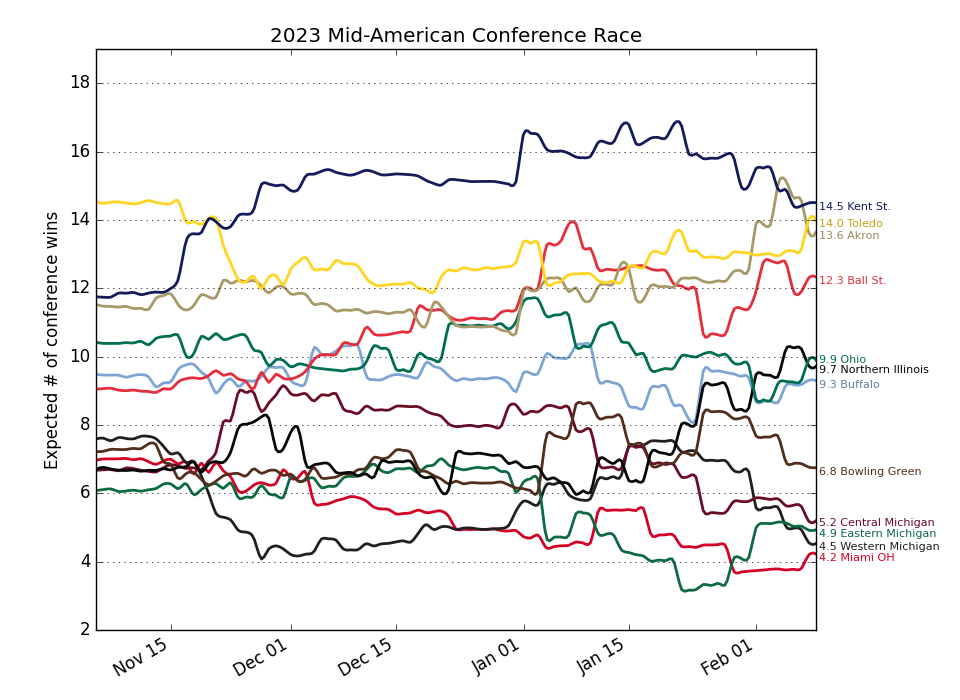 2023 Mid-American Conference Race
Expected # of conference wins
18
16
14
12
10
8
6
4
2
Nov 15
Dec 01
Dec 15
Jan 01
Jan 15
Feb 01
14.5 Kent St.
14.0 Toledo
13.6 Akron
12.3 Ball St.
9.9 Ohio
9.7 Northern Illinois
9.3 Buffalo
6.8 Bowling Green
5.2 Central Michigan
4.9 Eastern Michigan
4.5 Western Michigan
4.2 Miami OH